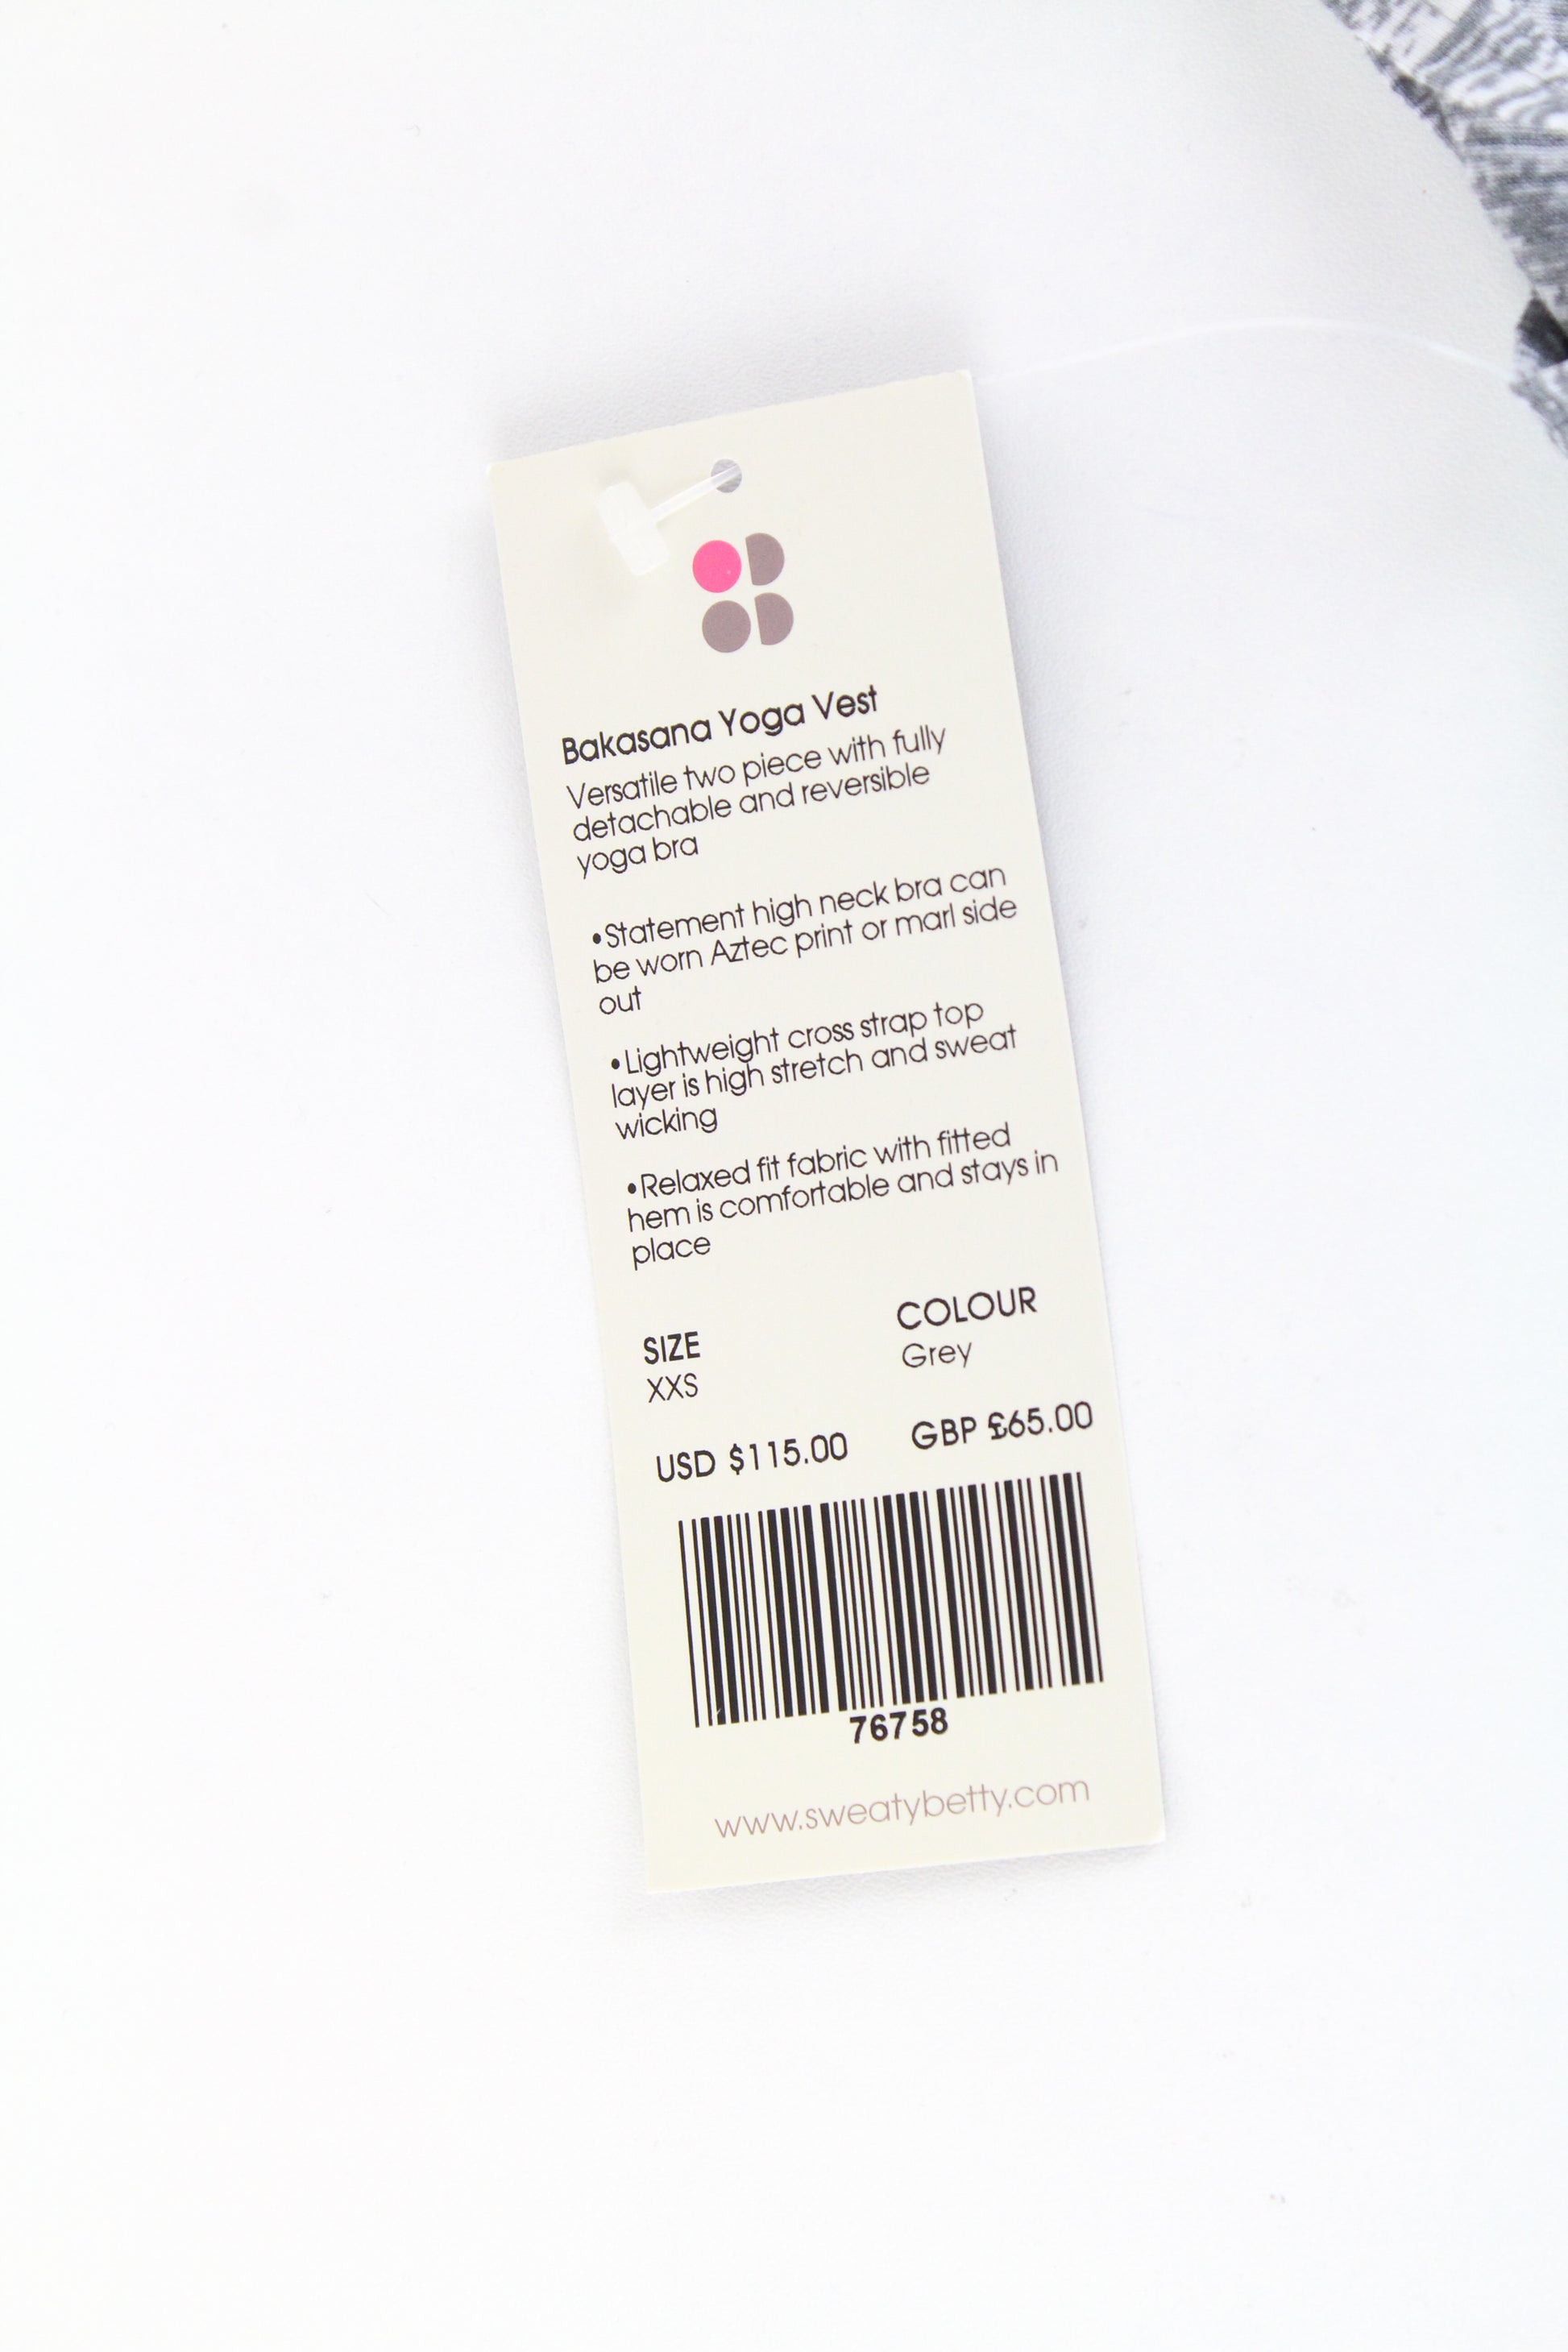 Bakasana Yoga Vest
Versatile two piece with fully
detachable and reversible
yoga bra
•Statement high neck bra can
be worn Aztec print or marl side
out
•Lightweight cross strap top
layer is high stretch and sweat
wicking
•Relaxed fit fabric with fitted
hem is comfortable and stays in
place
SIZE COLOUR
XXS Grey
USD $115.00 GBP £65.00
76758
www.sweatybetty.com